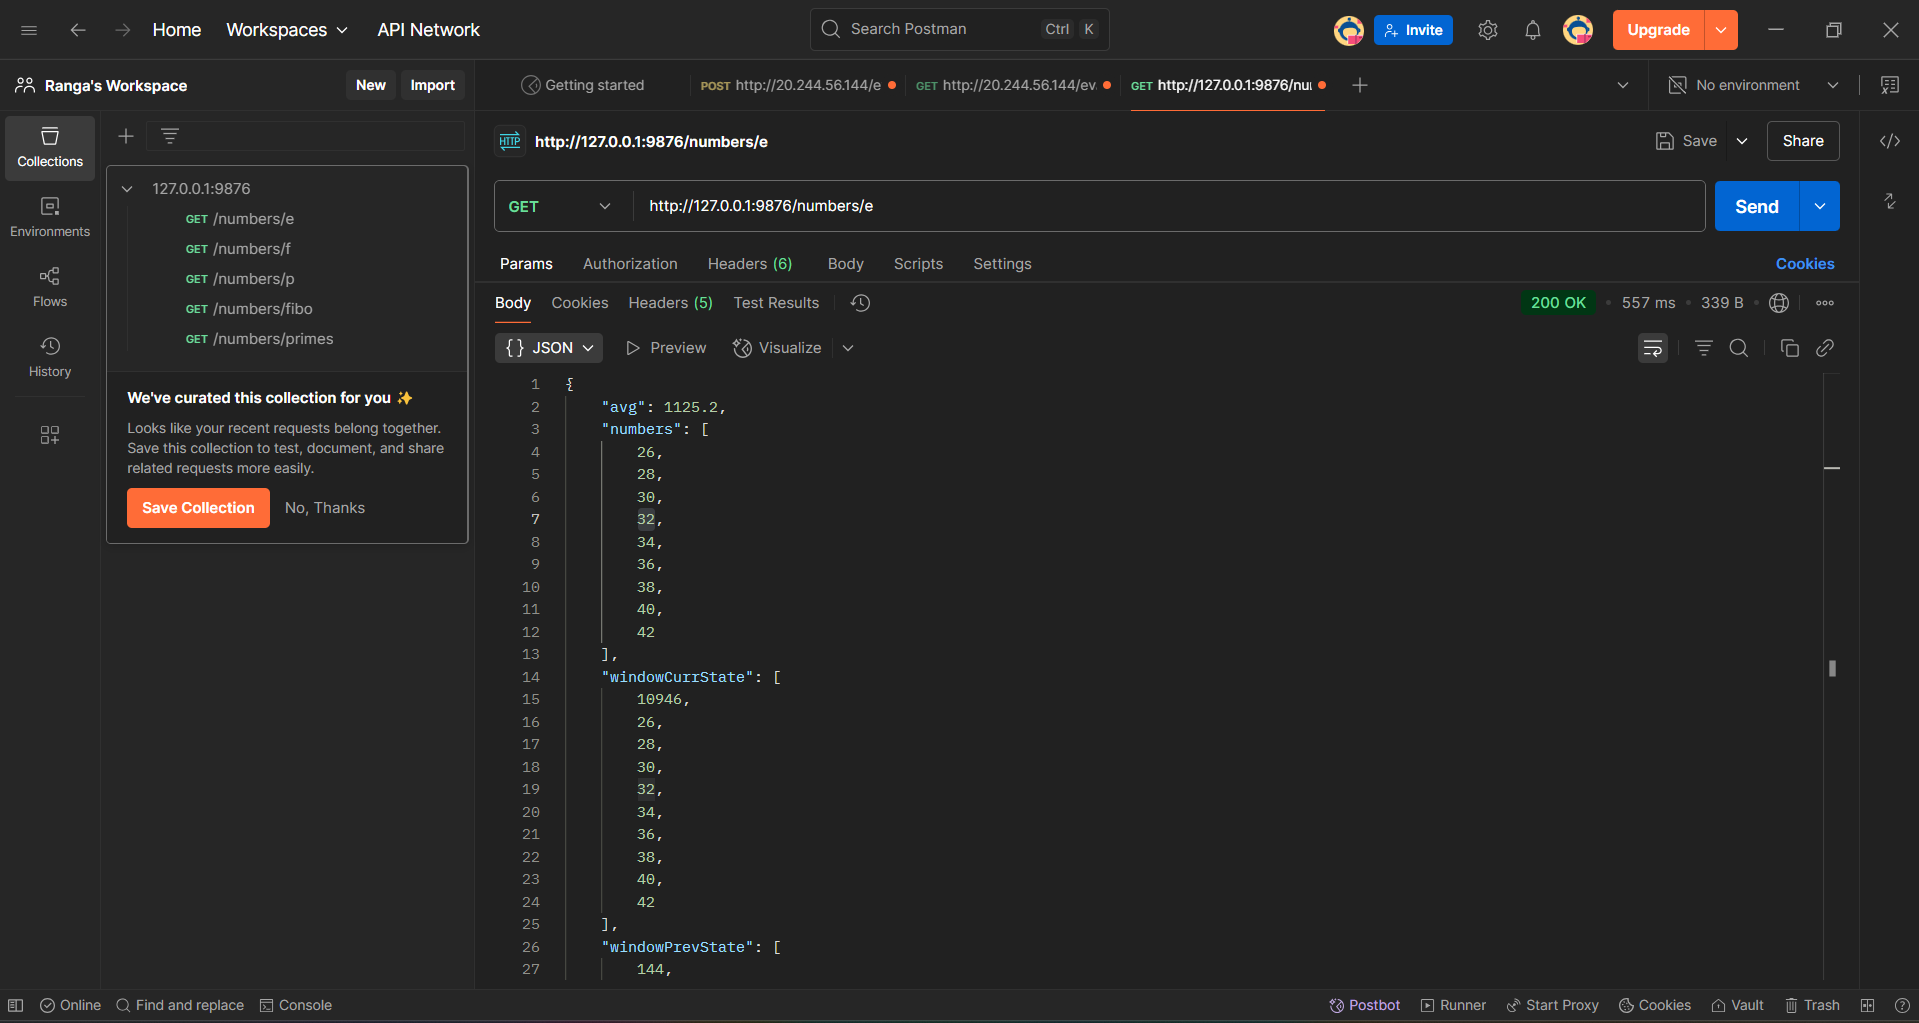 Home Workspaces API Network Search Postman Ctrl K Invite Upgrade
Ranga's Workspace New Import Getting started POST http://20.244.56.144/e GET http://20.244.56.144/ev. GET http://127.0.0.1:9876/nu No environment
Collections
Environments
Flows
History
127.0.0.1:9876
GET /numbers/e
GET /numbers/f
GET /numbers/p
GET /numbers/fibo
GET /numbers/primes
We've curated this collection for you ✨
Looks like your recent requests belong together.
Save this collection to test, document, and share
related requests more easily.
Save Collection No, Thanks
HTTP http://127.0.0.1:9876/numbers/e Save Share
GET http://127.0.0.1:9876/numbers/e Send
Params Authorization Headers (6) Body Scripts Settings Cookies
Body Cookies Headers (5) Test Results 200 OK • 557 ms • 339 B
{} JSON Preview Visualize
1 {
2 "avg": 1125.2,
3 "numbers": [
4 26,
5 28,
6 30,
7 32,
8 34,
9 36,
10 38,
11 40,
12 42
13 ],
14 "windowCurrState": [
15 10946,
16 26,
17 28,
18 30,
19 32,
20 34,
21 36,
22 38,
23 40,
24 42
25 ],
26 "windowPrevState": [
27 144,
Online Find and replace Console Postbot Runner Start Proxy Cookies Vault Trash